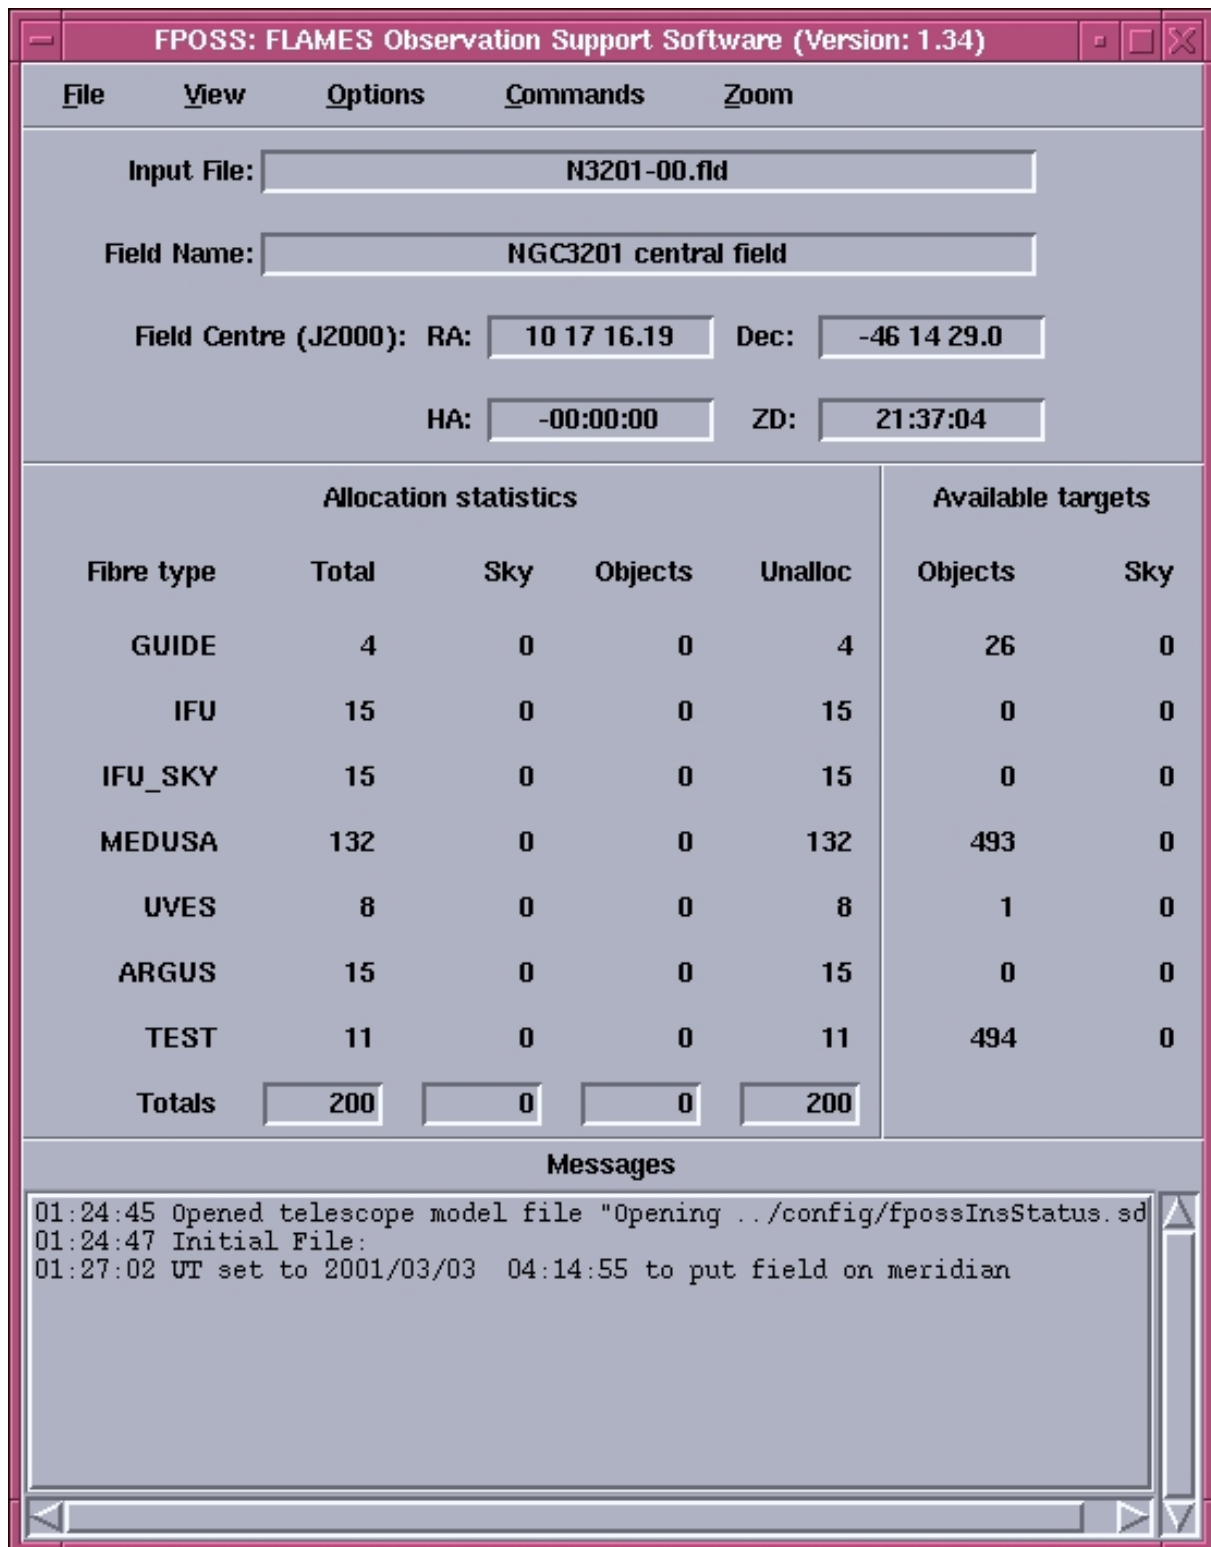 FPOSS: FLAMES Observation Support Software (Version: 1.34)
File View Options Commands Zoom
Input File: N3201-00.fld
Field Name: NGC3201 central field
Field Centre (J2000): RA: 10 17 16.19 Dec: -46 14 29.0
HA: -00:00:00 ZD: 21:37:04
Allocation statistics Available targets
Fibre type Total Sky Objects Unalloc Objects Sky
GUIDE 4 0 0 4 26 0
IFU 15 0 0 15 0 0
IFU_SKY 15 0 0 15 0 0
MEDUSA 132 0 0 132 493 0
UVES 8 0 0 8 1 0
ARGUS 15 0 0 15 0 0
TEST 11 0 0 11 494 0
Totals 200 0 0 200
Messages
01:24:45 Opened telescope model file "Opening ../config/fpossInsStatus.sd
01:24:47 Initial File:
01:27:02 UT set to 2001/03/03  04:14:55 to put field on meridian